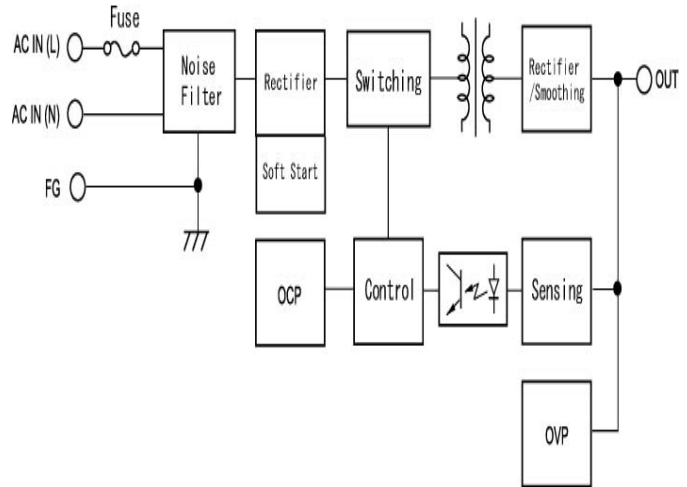 Fuse
AC IN (L)
Noise
Filter
Rectifier
Switching
Rectifier
/Smoothing
OUT
AC IN (N)
Soft Start
FG
OCP
Control
Sensing
OVP